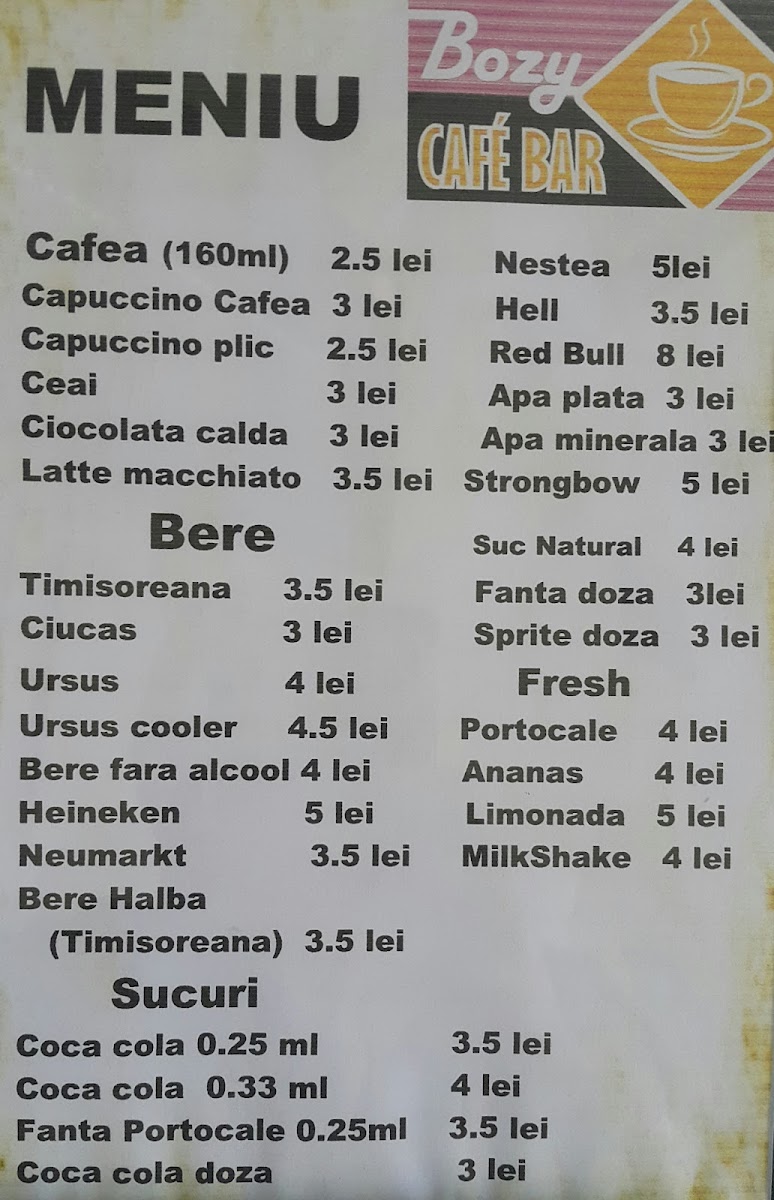 MENIU
Bozy
CAFÉ BAR
Cafea (160ml) 2.5 lei
Capuccino Cafea 3 lei
Capuccino plic 2.5 lei
Ceai 3 lei
Ciocolata calda 3 lei
Latte macchiato 3.5 lei
Bere
Timisoreana 3.5 lei
Ciucas 3 lei
Ursus 4 lei
Ursus cooler 4.5 lei
Bere fara alcool 4 lei
Heineken 5 lei
Neumarkt 3.5 lei
Bere Halba
(Timisoreana) 3.5 lei
Sucuri
Coca cola 0.25 ml 3.5 lei
Coca cola 0.33 ml 4 lei
Fanta Portocale 0.25ml 3.5 lei
Coca cola doza 3 lei
Nestea 5lei
Hell 3.5 lei
Red Bull 8 lei
Apa plata 3 lei
Apa minerala 3 lei
Strongbow 5 lei
Suc Natural 4 lei
Fanta doza 3lei
Sprite doza 3 lei
Fresh
Portocale 4 lei
Ananas 4 lei
Limonada 5 lei
MilkShake 4 lei